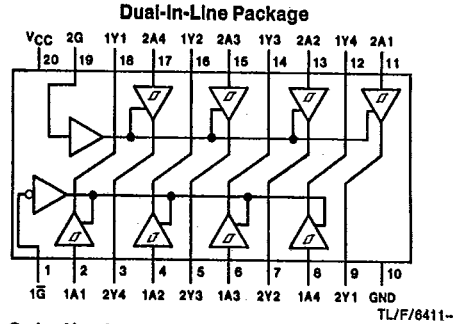 Dual-In-Line Package
VCC 2G 1Y1 2A4 1Y2 2A3 1Y3 2A2 1Y4 2A1
20 19 18 17 16 15 14 13 12 11
1 2 3 4 5 6 7 8 9 10
1G̅ 1A1 2Y4 1A2 2Y3 1A3 2Y2 1A4 2Y1 GND
TL/F/6411–